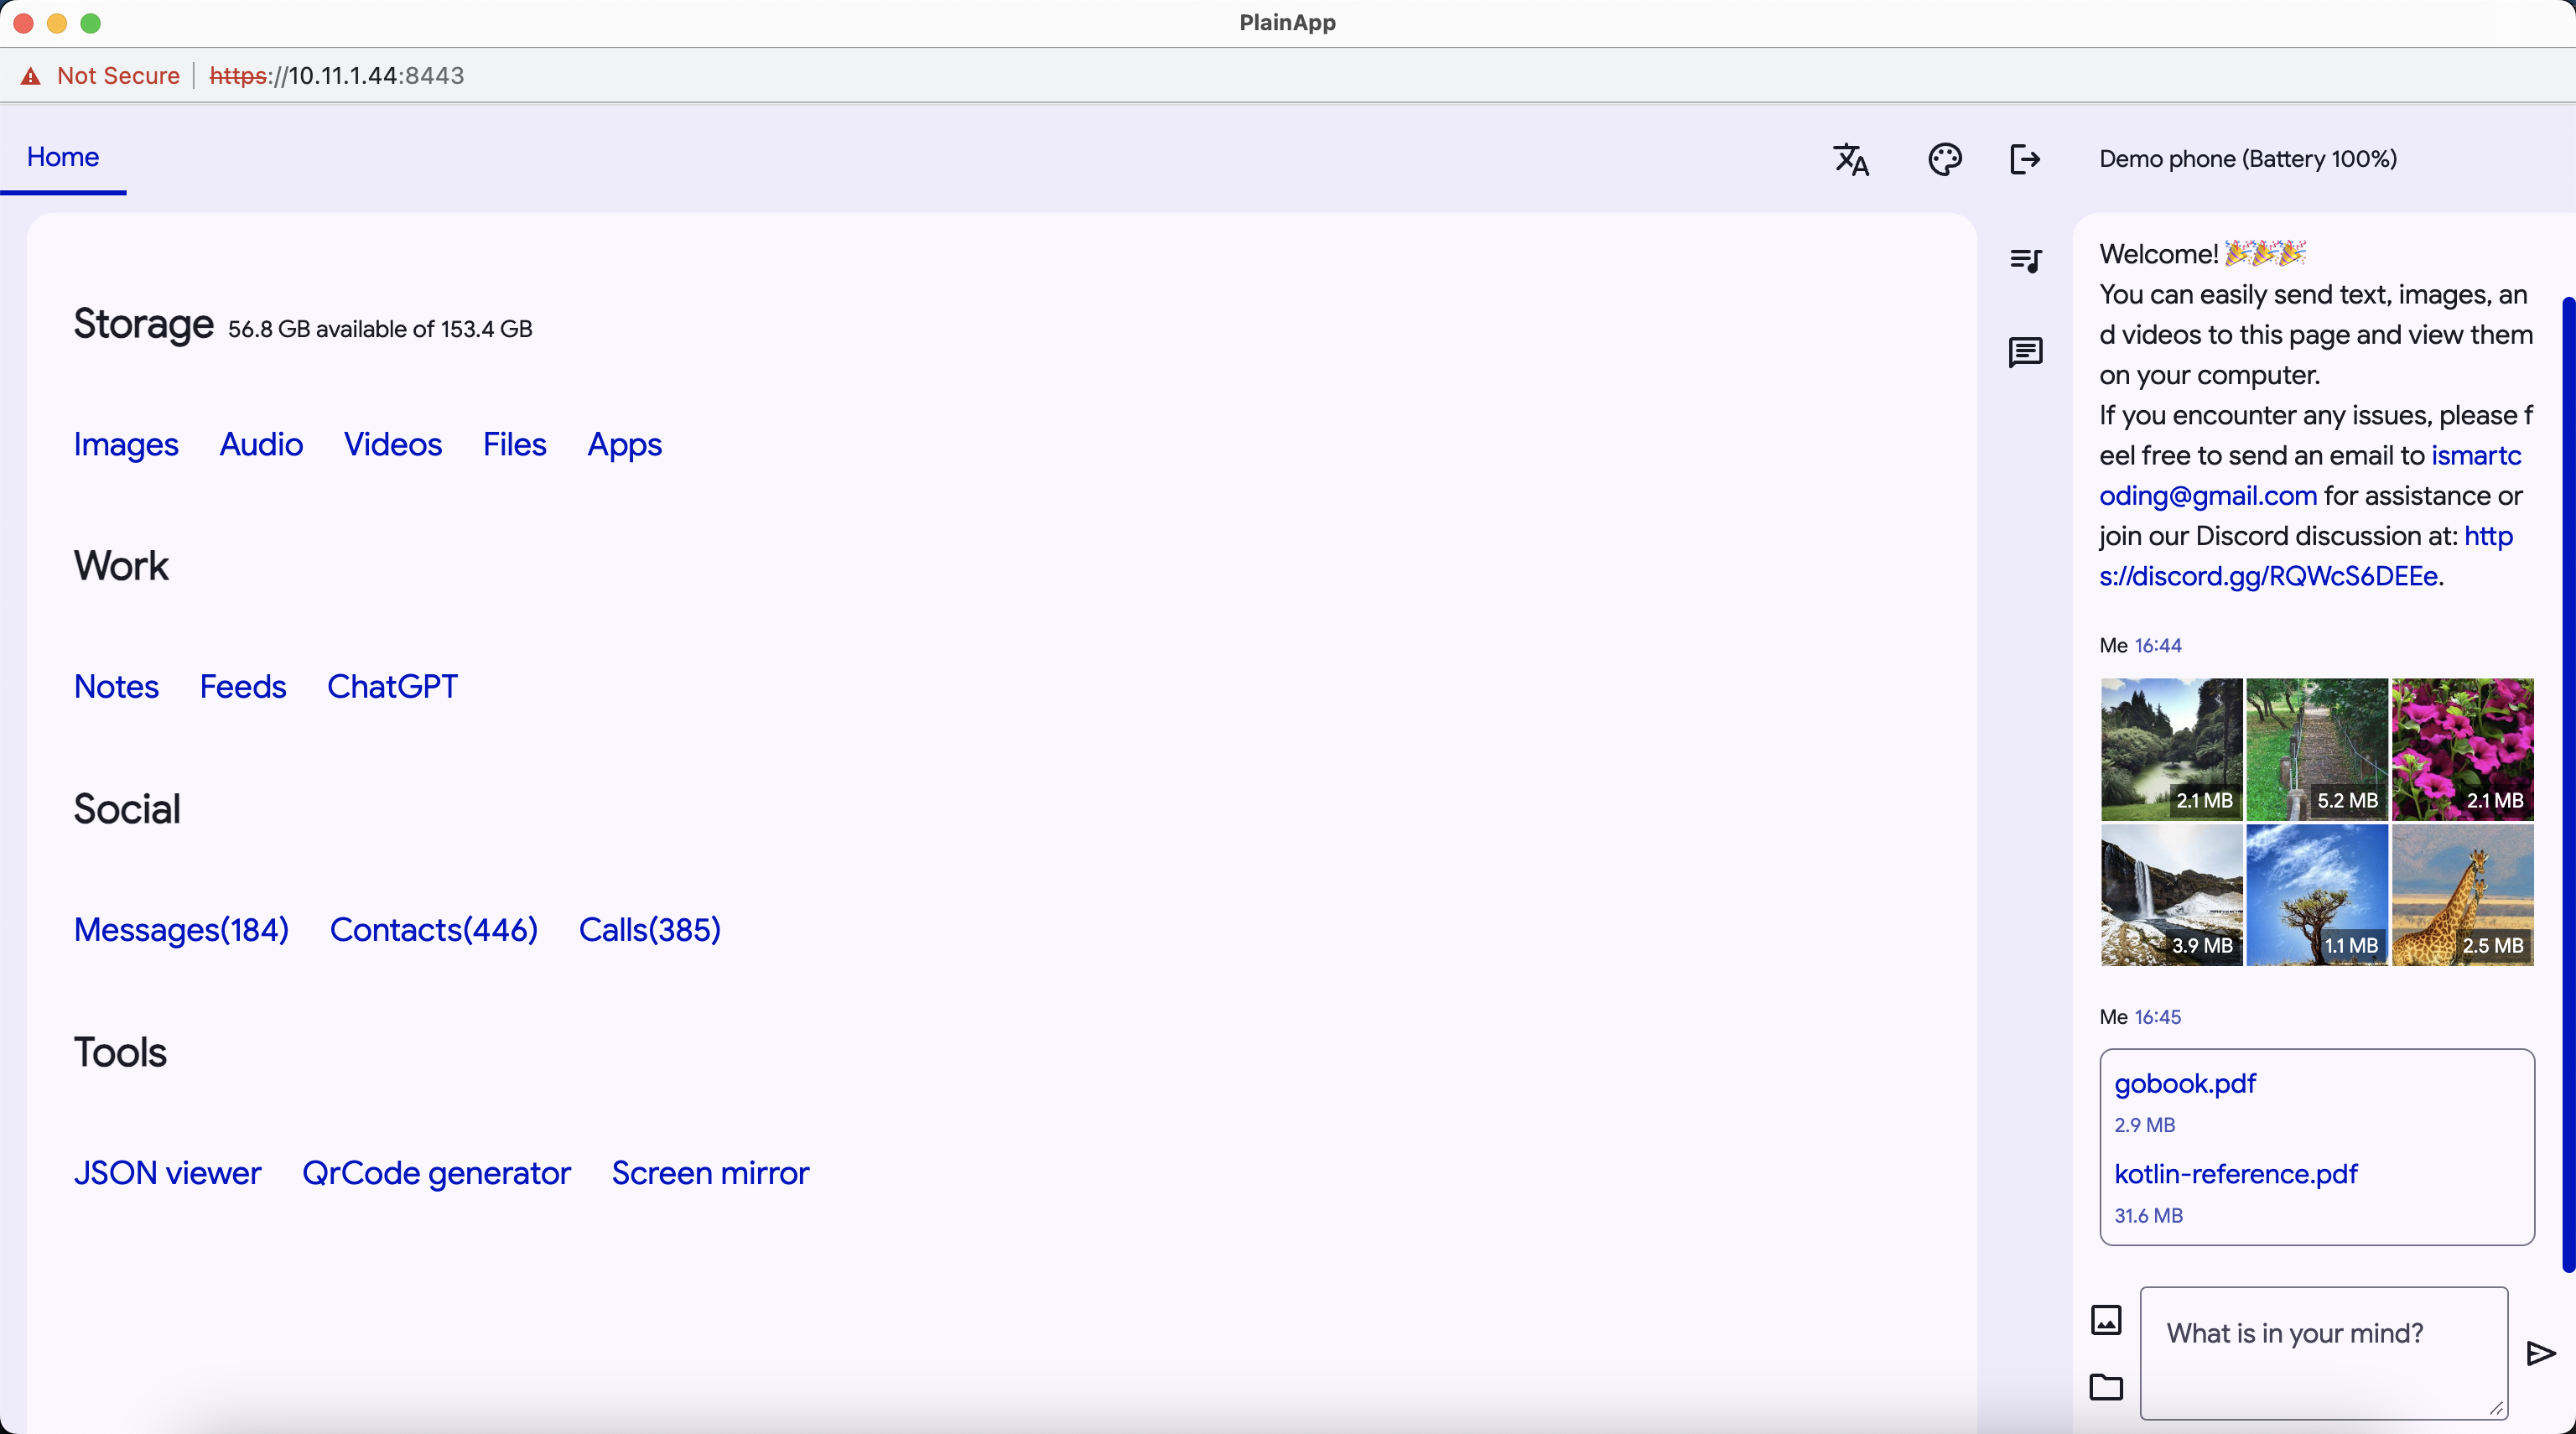 PlainApp
Not Secure https://10.11.1.44:8443
Home
Demo phone (Battery 100%)
Storage 56.8 GB available of 153.4 GB
Images Audio Videos Files Apps
Work
Notes Feeds ChatGPT
Social
Messages(184) Contacts(446) Calls(385)
Tools
JSON viewer QrCode generator Screen mirror
Welcome! 🎉🎉🎉
You can easily send text, images, an
d videos to this page and view them
on your computer.
If you encounter any issues, please f
eel free to send an email to ismartc
oding@gmail.com for assistance or
join our Discord discussion at: http
s://discord.gg/RQWcS6DEEe.
Me 16:44
2.1 MB 5.2 MB 2.1 MB
3.9 MB 1.1 MB 2.5 MB
Me 16:45
gobook.pdf
2.9 MB
kotlin-reference.pdf
31.6 MB
What is in your mind?